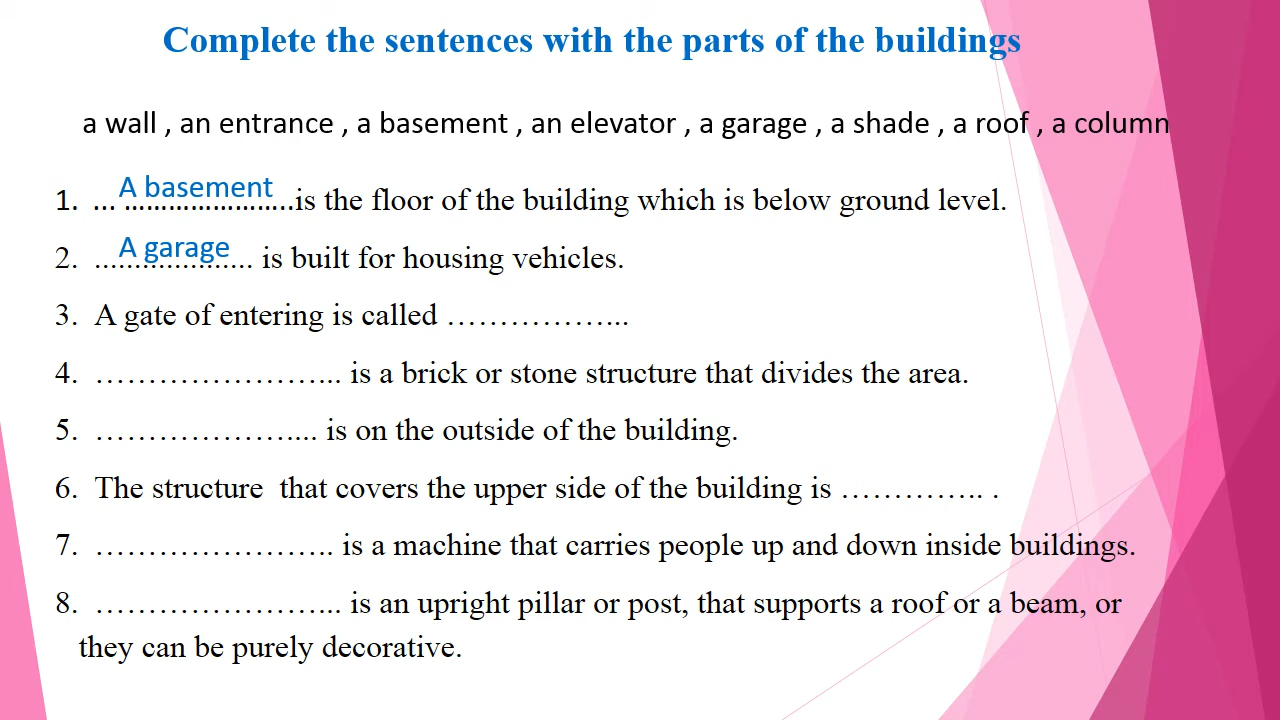 Complete the sentences with the parts of the buildings
a wall , an entrance , a basement , an elevator , a garage , a shade , a roof , a column
1. ... A basement …………………..is the floor of the building which is below ground level.
2. A garage .................... is built for housing vehicles.
3. A gate of entering is called ……………...
4. …………………... is a brick or stone structure that divides the area.
5. ……………….... is on the outside of the building.
6. The structure that covers the upper side of the building is ………….. .
7. ………………….. is a machine that carries people up and down inside buildings.
8. …………………... is an upright pillar or post, that supports a roof or a beam, or
they can be purely decorative.